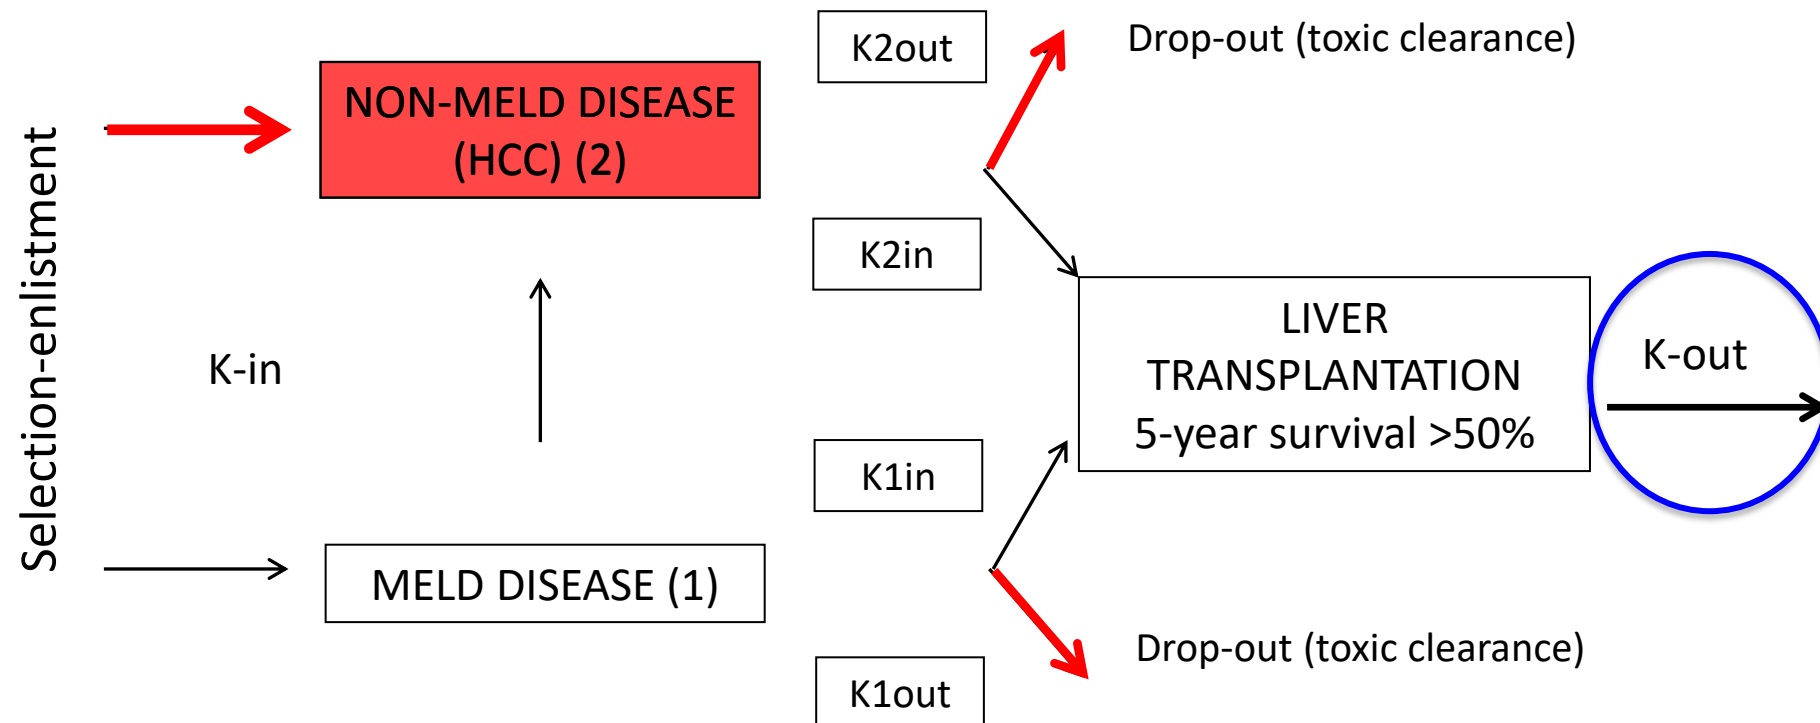 Selection-enlistment
K-in
NON-MELD DISEASE
(HCC) (2)
MELD DISEASE (1)
K2out
Drop-out (toxic clearance)
K2in
LIVER
TRANSPLANTATION
5-year survival >50%
K-out
K1in
Drop-out (toxic clearance)
K1out